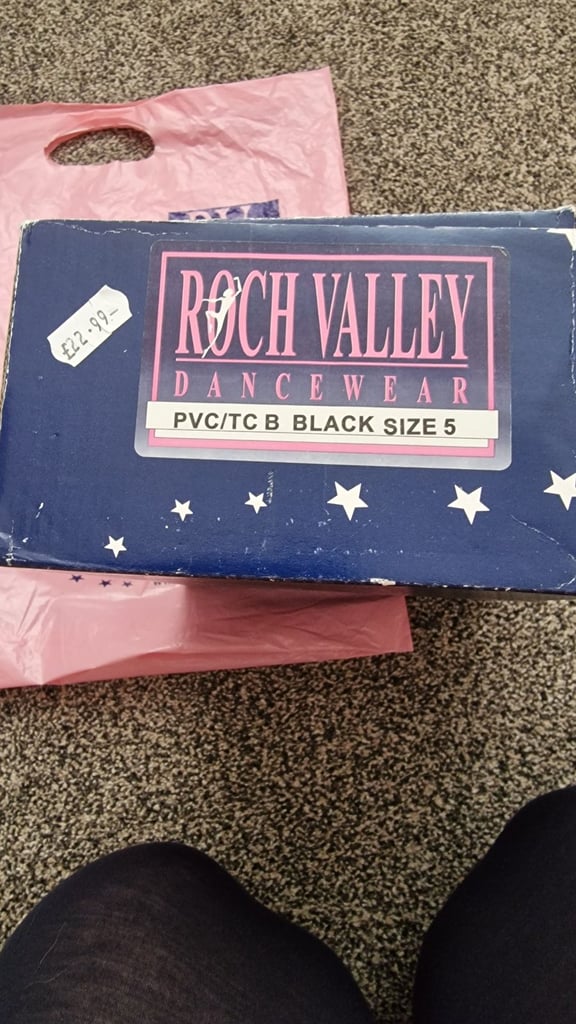 £22.99-
ROCH VALLEY
DANCEWEAR
PVC/TC B BLACK SIZE 5